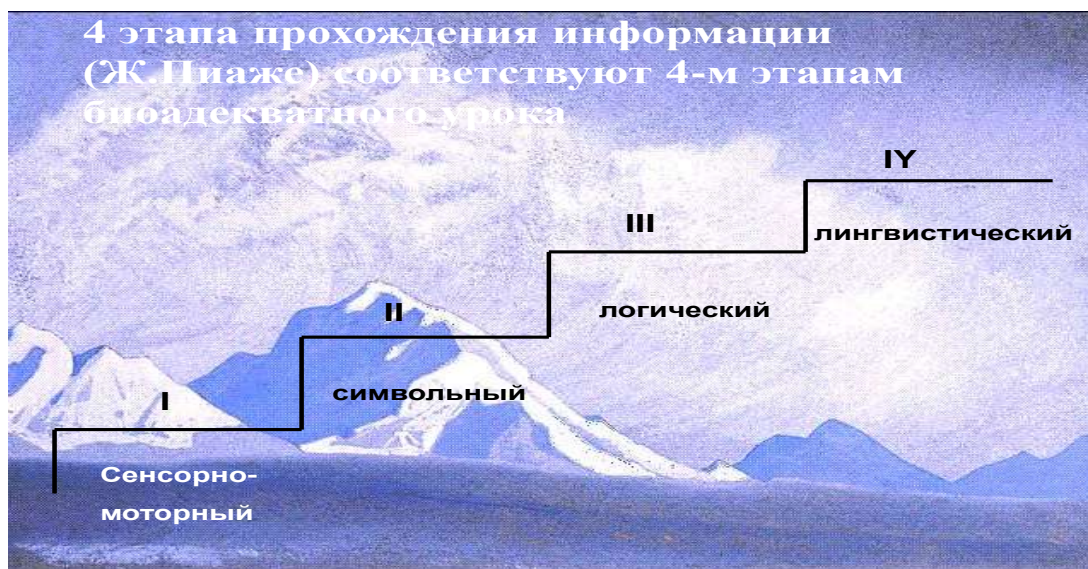 4 этапа прохождения информации
(Ж.Пиаже) соответствуют 4-м этапам
биоадекватного урока
IY
III
лингвистический
II
логический
I
символьный
Сенсорно-
моторный